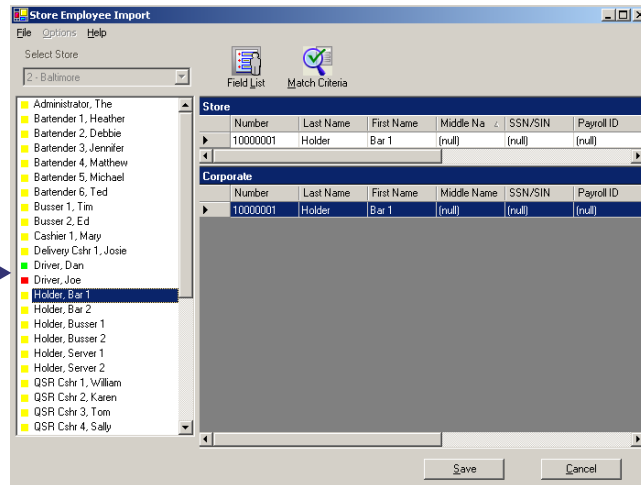 Store Employee Import
File Options Help
Select Store
2 - Baltimore
Field List
Match Criteria
Administrator, The
Bartender 1, Heather
Bartender 2, Debbie
Bartender 3, Jennifer
Bartender 4, Matthew
Bartender 5, Michael
Bartender 6, Ted
Busser 1, Tim
Busser 2, Ed
Cashier 1, Mary
Delivery Cshr 1, Josie
Driver, Dan
Driver, Joe
Holder, Bar 1
Holder, Bar 2
Holder, Busser 1
Holder, Busser 2
Holder, Server 1
Holder, Server 2
QSR Cshr 1, William
QSR Cshr 2, Karen
QSR Cshr 3, Tom
QSR Cshr 4, Sally
Store
Number Last Name First Name Middle Na SSN/SIN Payroll ID
10000001 Holder Bar 1 (null) (null) (null)
Corporate
Number Last Name First Name Middle Name SSN/SIN Payroll ID
10000001 Holder Bar 1 (null) (null) (null)
Save
Cancel